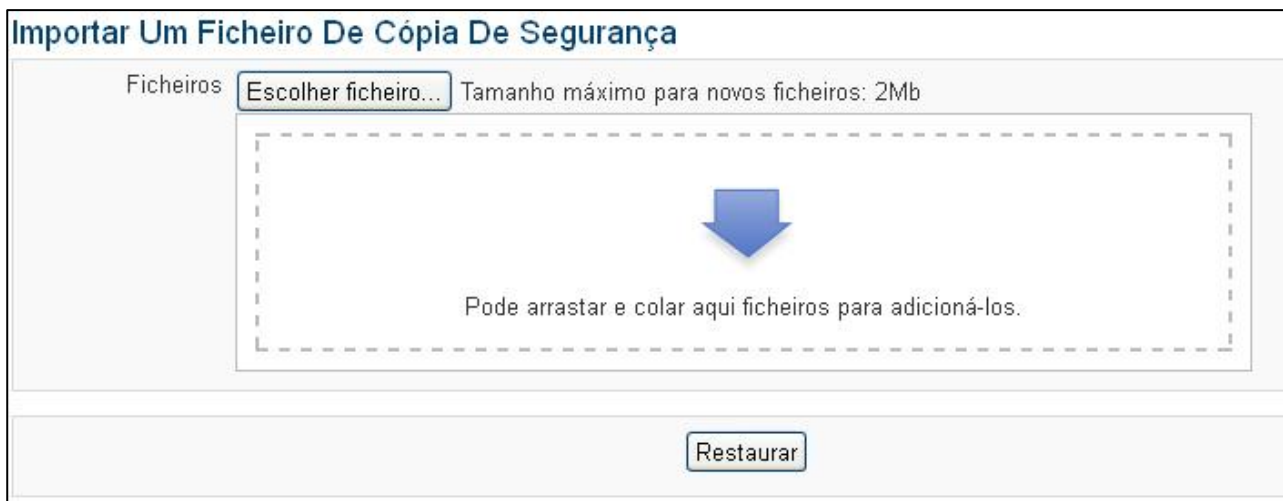 Importar Um Ficheiro De Cópia De Segurança
Ficheiros Escolher ficheiro... Tamanho máximo para novos ficheiros: 2Mb
Pode arrastar e colar aqui ficheiros para adicioná-los.
Restaurar